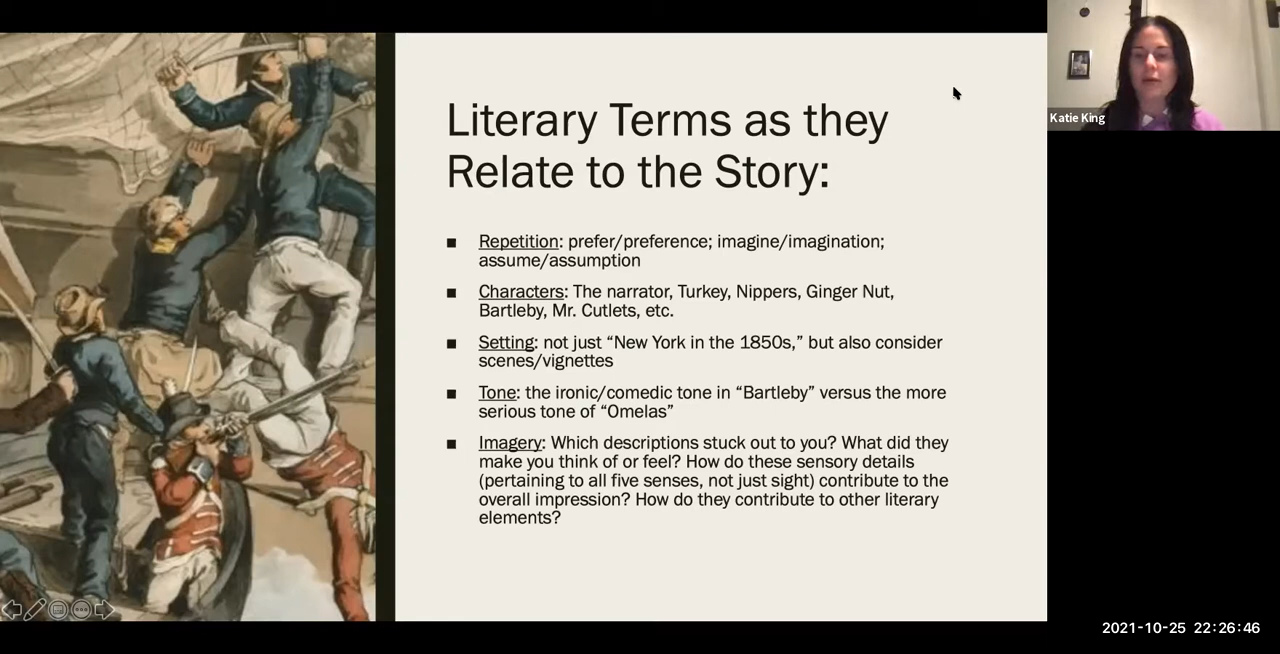 Literary Terms as they
Relate to the Story:
■ Repetition: prefer/preference; imagine/imagination;
assume/assumption
■ Characters: The narrator, Turkey, Nippers, Ginger Nut,
Bartleby, Mr. Cutlets, etc.
■ Setting: not just “New York in the 1850s,” but also consider
scenes/vignettes
■ Tone: the ironic/comedic tone in “Bartleby” versus the more
serious tone of “Omelas”
■ Imagery: Which descriptions stuck out to you? What did they
make you think of or feel? How do these sensory details
(pertaining to all five senses, not just sight) contribute to the
overall impression? How do they contribute to other literary
elements?
Katie King
2021-10-25 22:26:46